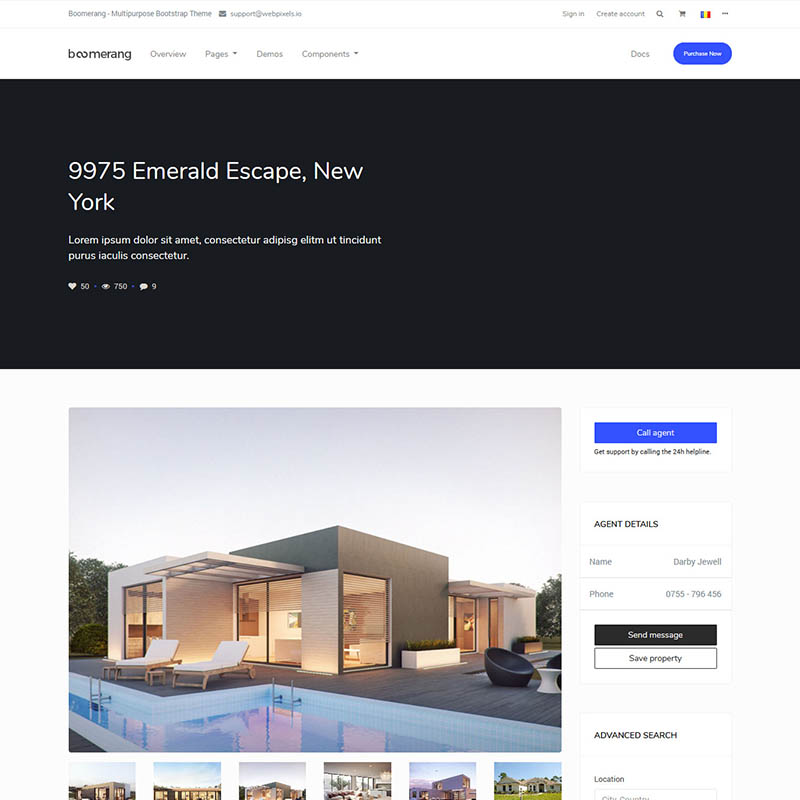 Boomerang - Multipurpose Bootstrap Theme support@webpixels.io Sign in Create account
boomerang Overview Pages Demos Components Docs Purchase Now
9975 Emerald Escape, New
York
Lorem ipsum dolor sit amet, consectetur adipisg elitm ut tincidunt
purus iaculis consectetur.
50 750 9
Call agent
Get support by calling the 24h helpline.
AGENT DETAILS
Name Darby Jewell
Phone 0755 - 796 456
Send message
Save property
ADVANCED SEARCH
Location
City, Country